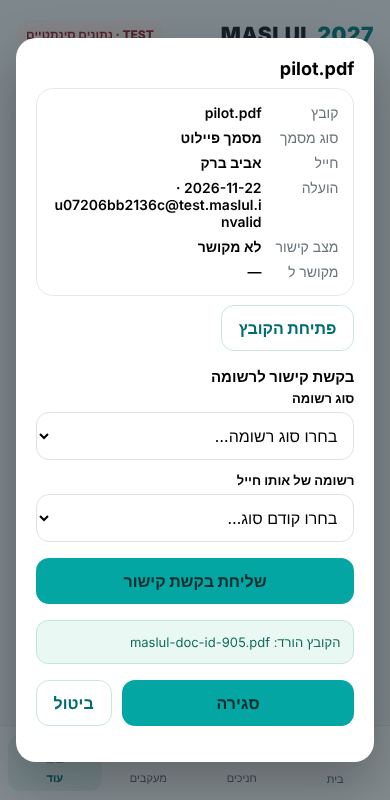 MASLUL 2027
TEST · נתונים סינתטיים
pilot.pdf
קובץ pilot.pdf
סוג מסמך מסמך פיילוט
חייל אביב ברק
הועלה 2026-11-22 ·
u07206bb2136c@test.maslul.i
nvalid
מצב קישור לא מקושר
מקושר ל —
פתיחת הקובץ
בקשת קישור לרשומה
סוג רשומה
בחרו סוג רשומה...
רשומה של אותו חייל
בחרו קודם סוג...
שליחת בקשת קישור
הקובץ הורד: maslul-doc-id-905.pdf
סגירה ביטול
בית חניכים מעקבים עוד